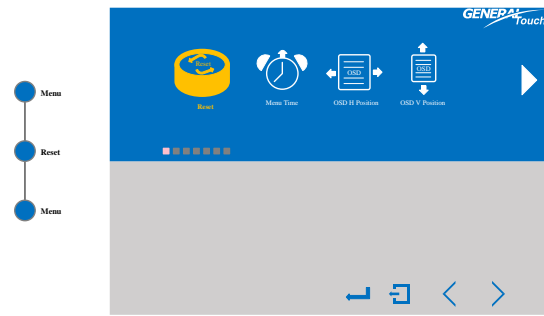 GENERAL
Touch
Menu
Reset
Menu
Reset
Reset
Menu Time
OSD
OSD H Position
OSD
OSD V Position